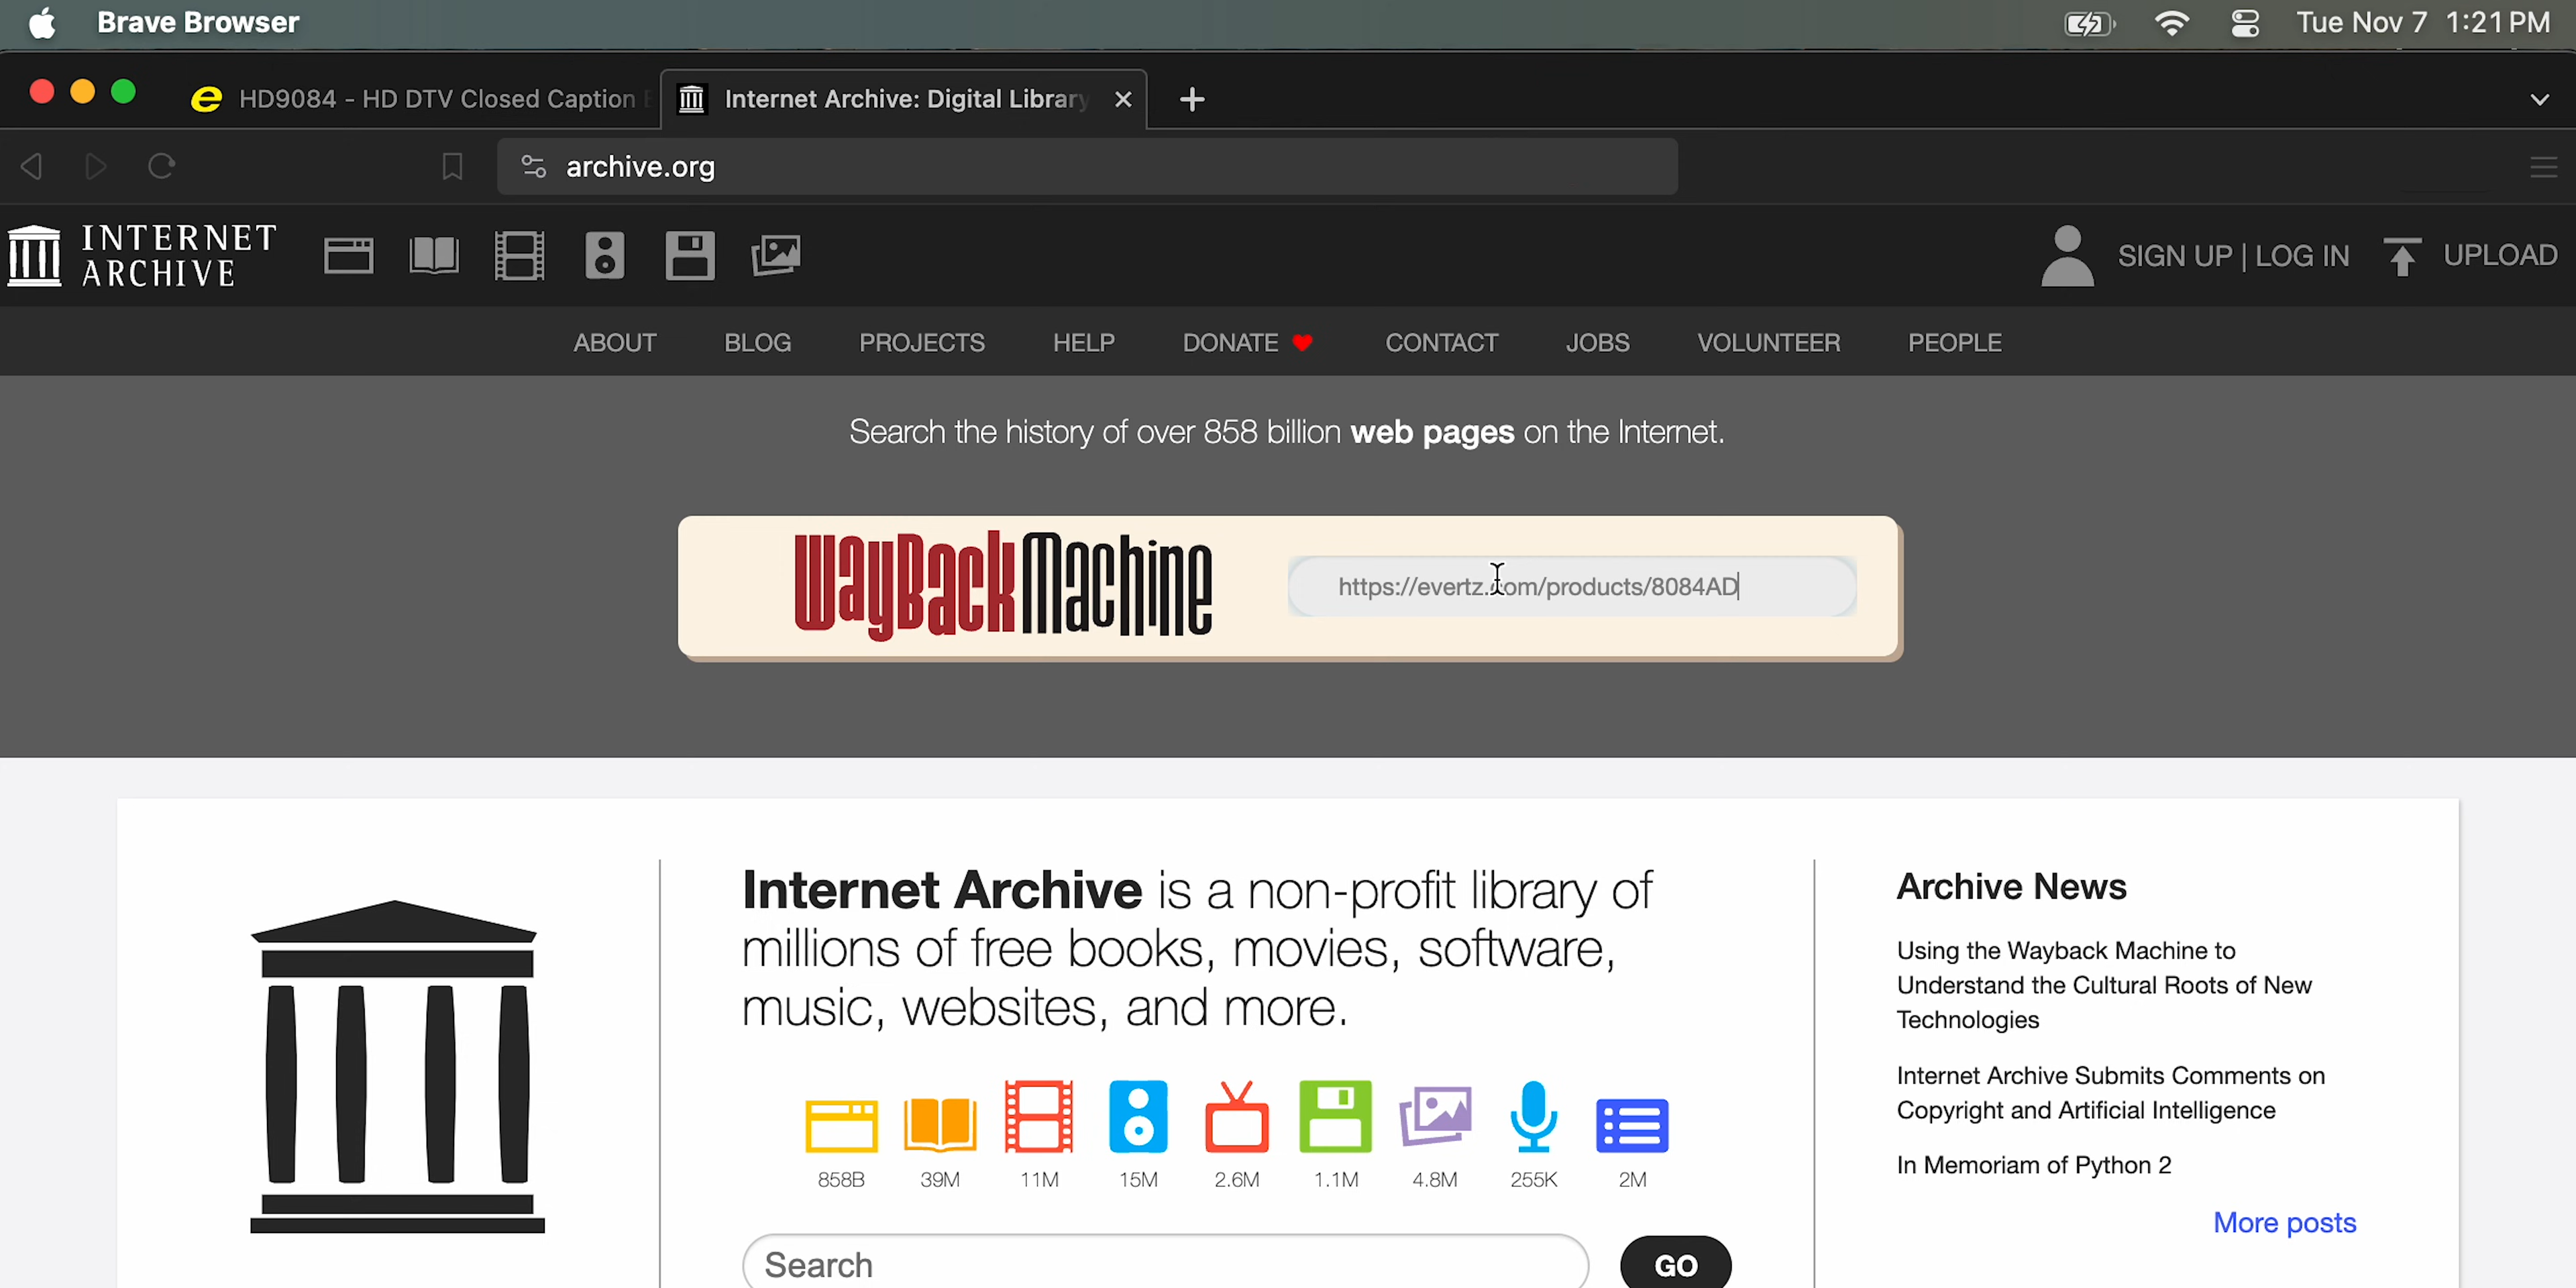 Brave Browser
Tue Nov 7 1:21 PM
HD9084 - HD DTV Closed Caption
Internet Archive: Digital Library
archive.org
INTERNET
ARCHIVE
SIGN UP | LOG IN
UPLOAD
ABOUT
BLOG
PROJECTS
HELP
DONATE
CONTACT
JOBS
VOLUNTEER
PEOPLE
Search the history of over 858 billion web pages on the Internet.
WayBackMachine
https://evertz.com/products/8084AD
Internet Archive is a non-profit library of
millions of free books, movies, software,
music, websites, and more.
858B
39M
11M
15M
2.6M
1.1M
4.8M
255K
2M
Search
GO
Archive News
Using the Wayback Machine to
Understand the Cultural Roots of New
Technologies
Internet Archive Submits Comments on
Copyright and Artificial Intelligence
In Memoriam of Python 2
More posts